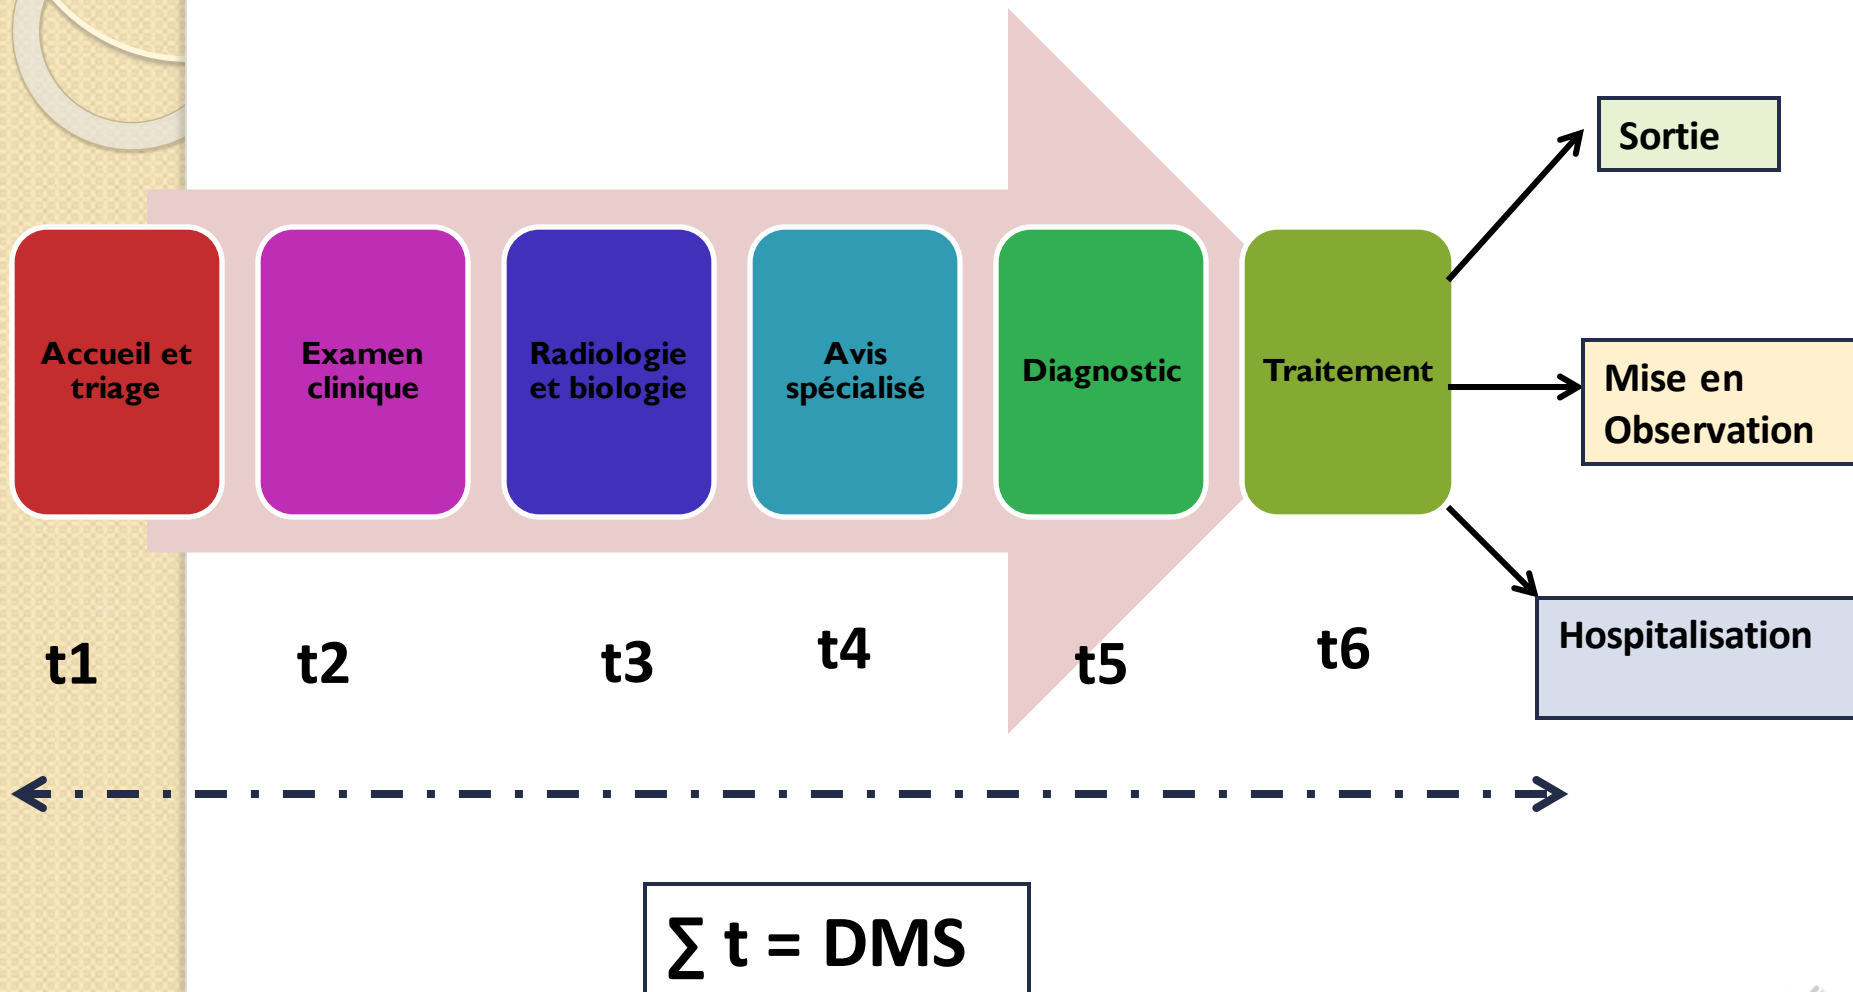 Sortie
Accueil et
triage
Examen
clinique
Radiologie
et biologie
Avis
spécialisé
Diagnostic
Traitement
Mise en
Observation
Hospitalisation
t1
t2
t3
t4
t5
t6
∑ t = DMS